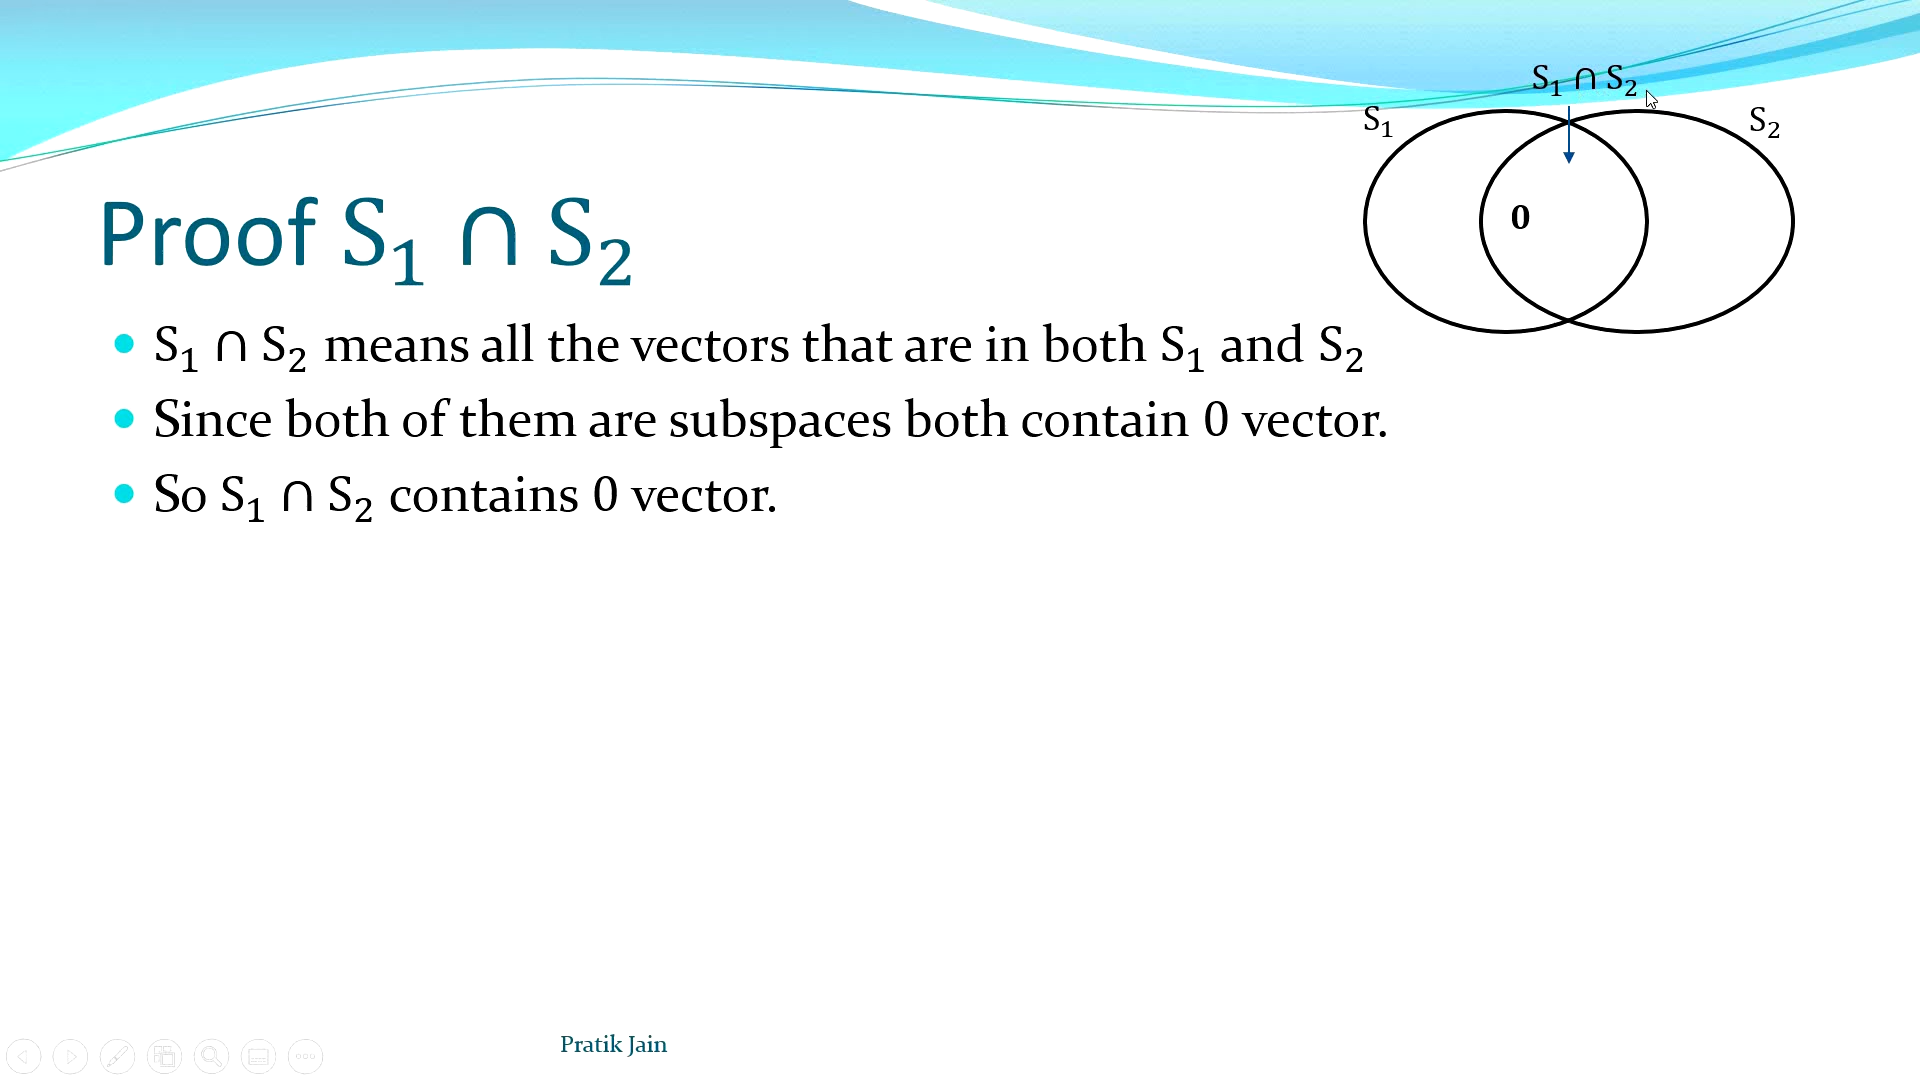 S₁ ∩ S₂
S₁
S₂
0
Proof S₁ ∩ S₂
S₁ ∩ S₂ means all the vectors that are in both S₁ and S₂
Since both of them are subspaces both contain 0 vector.
So S₁ ∩ S₂ contains 0 vector.
Pratik Jain